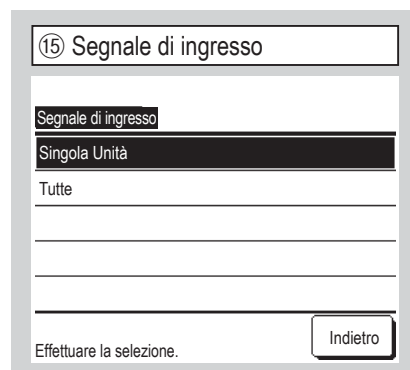 ⑮ Segnale di ingresso
Segnale di ingresso
Singola Unità
Tutte
Effettuare la selezione.
Indietro